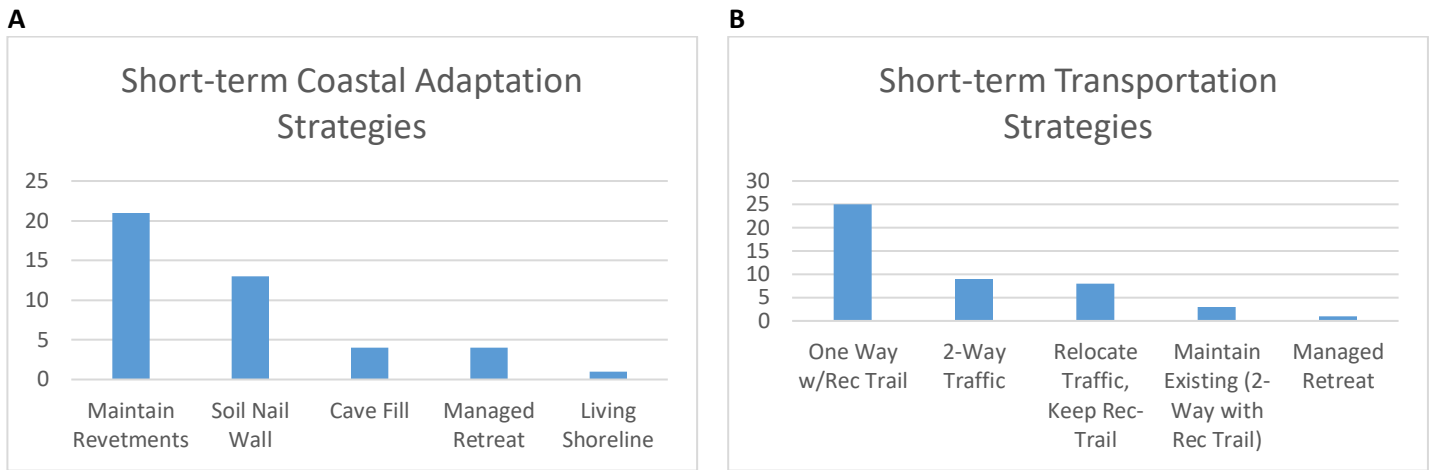 A
Short-term Coastal Adaptation
Strategies
25
20
15
10
5
0
Maintain
Revetments
Soil Nail
Wall
Cave Fill
Managed
Retreat
Living
Shoreline
B
Short-term Transportation
Strategies
30
25
20
15
10
5
0
One Way
w/Rec Trail
2-Way
Traffic
Relocate
Traffic,
Keep Rec-
Trail
Maintain
Existing (2-
Way with
Rec Trail)
Managed
Retreat